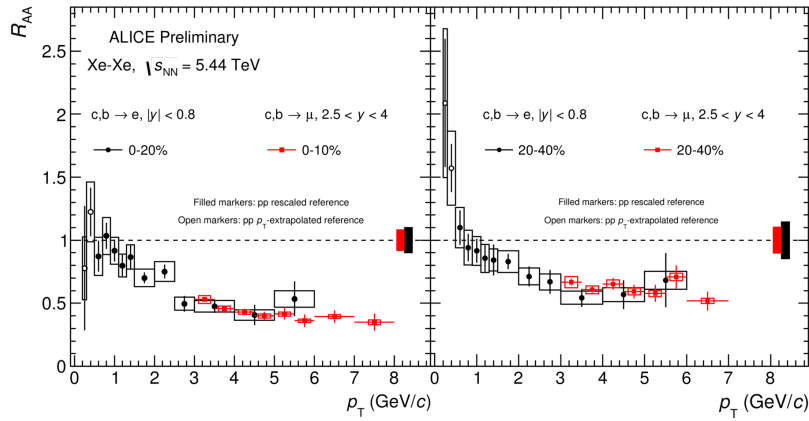 R_AA
ALICE Preliminary
Xe-Xe, √s_NN = 5.44 TeV
c,b → e, |y| < 0.8 c,b → μ, 2.5 < y < 4
0-20% 0-10%
Filled markers: pp rescaled reference
Open markers: pp p_T-extrapolated reference
2.5
2
1.5
1
0.5
0
0 1 2 3 4 5 6 7 8
p_T (GeV/c)
c,b → e, |y| < 0.8 c,b → μ, 2.5 < y < 4
20-40% 20-40%
Filled markers: pp rescaled reference
Open markers: pp p_T-extrapolated reference
1 2 3 4 5 6 7 8
p_T (GeV/c)